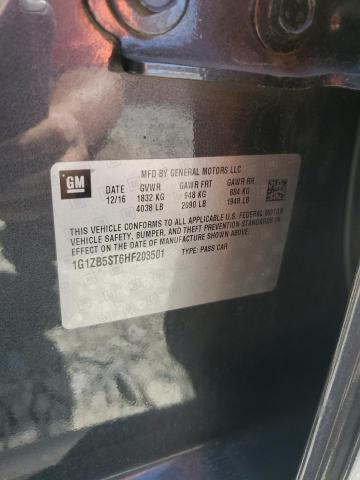 MFD BY GENERAL MOTORS LLC
GM
DATE GVWR GAWR FRT GAWR RR
12/16 1832 KG 948 KG 884 KG
4038 LB 2090 LB 1948 LB
THIS VEHICLE CONFORMS TO ALL APPLICABLE U.S. FEDERAL MOTOR
VEHICLE SAFETY, BUMPER, AND THEFT PREVENTION STANDARDS IN
EFFECT ON THE DATE OF MANUFACTURE SHOWN ABOVE.
1G1ZB5ST6HF203501 TYPE: PASS CAR